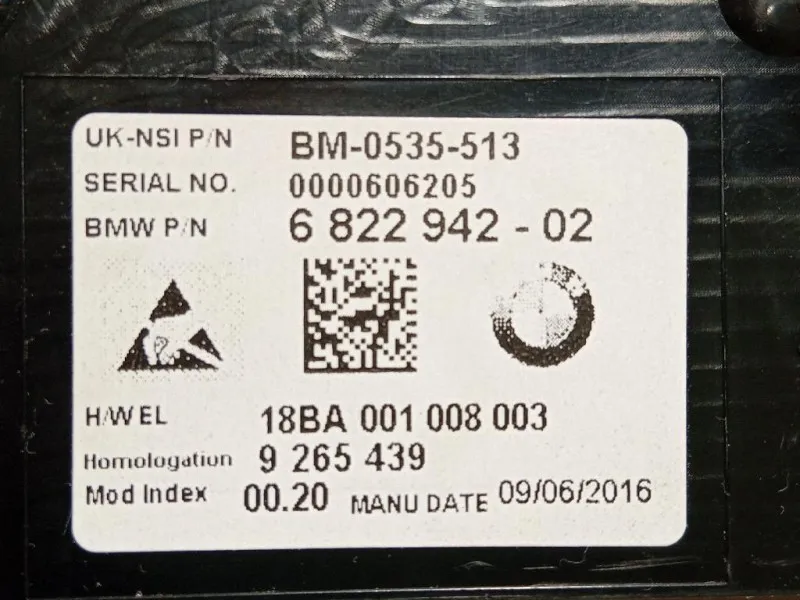 UK-NSI P/N BM-0535-513
SERIAL NO. 0000606205
BMW P/N 6 822 942 - 02
H/W EL 18BA 001 008 003
Homologation 9 265 439
Mod Index 00.20 MANU DATE 09/06/2016